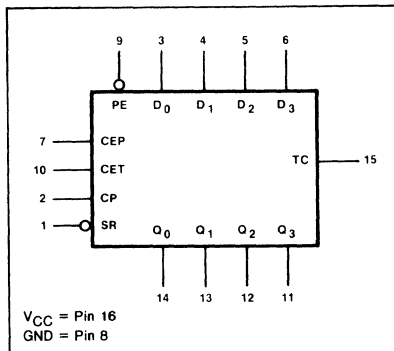 9 3 4 5 6
PE D0 D1 D2 D3
7 CEP
10 CET
TC 15
2 CP
1 SR
Q0 Q1 Q2 Q3
14 13 12 11
VCC = Pin 16
GND = Pin 8